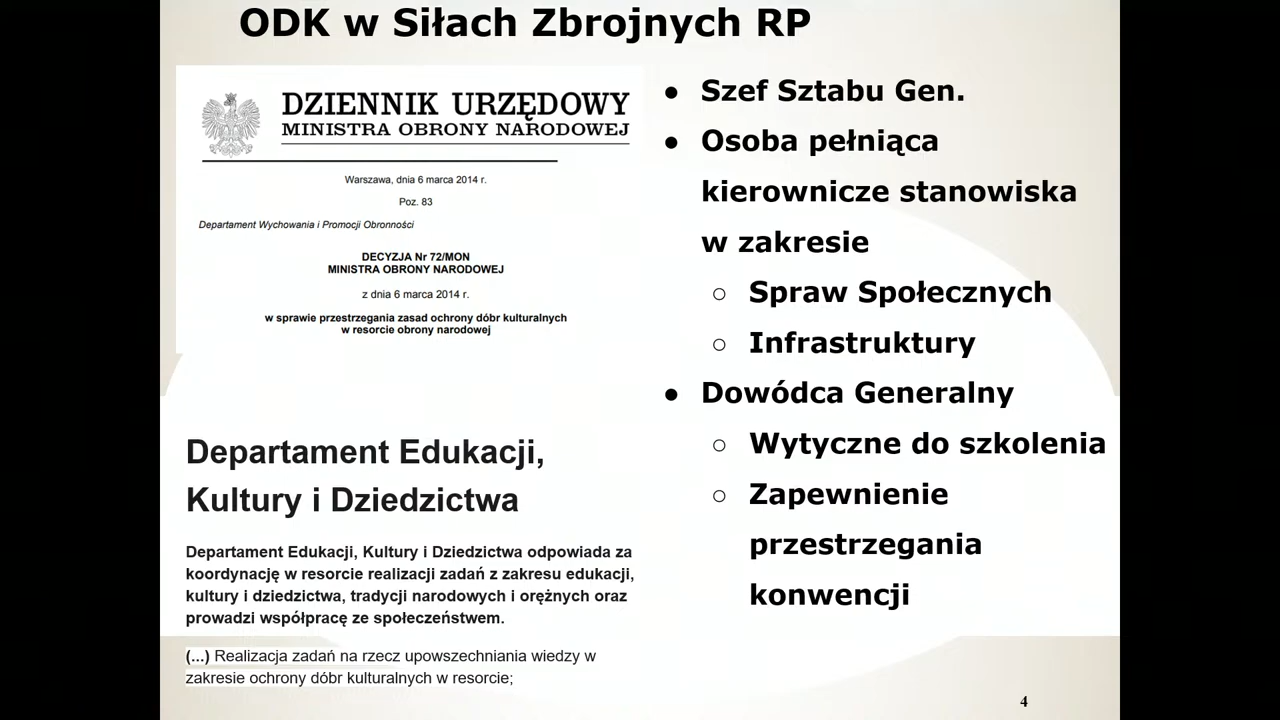 ODK w Siłach Zbrojnych RP
DZIENNIK URZĘDOWY
MINISTRA OBRONY NARODOWEJ
Warszawa, dnia 6 marca 2014 r.
Poz. 83
Departament Wychowania i Promocji Obronności
DECYZJA Nr 72/MON
MINISTRA OBRONY NARODOWEJ
z dnia 6 marca 2014 r.
w sprawie przestrzegania zasad ochrony dóbr kulturalnych
w resorcie obrony narodowej
Departament Edukacji,
Kultury i Dziedzictwa
Departament Edukacji, Kultury i Dziedzictwa odpowiada za
koordynację w resorcie realizacji zadań z zakresu edukacji,
kultury i dziedzictwa, tradycji narodowych i orężnych oraz
prowadzi współpracę ze społeczeństwem.
(...) Realizacja zadań na rzecz upowszechniania wiedzy w
zakresie ochrony dóbr kulturalnych w resorcie;
● Szef Sztabu Gen.
● Osoba pełniąca
kierownicze stanowiska
w zakresie
○ Spraw Społecznych
○ Infrastruktury
● Dowódca Generalny
○ Wytyczne do szkolenia
○ Zapewnienie
przestrzegania
konwencji
4